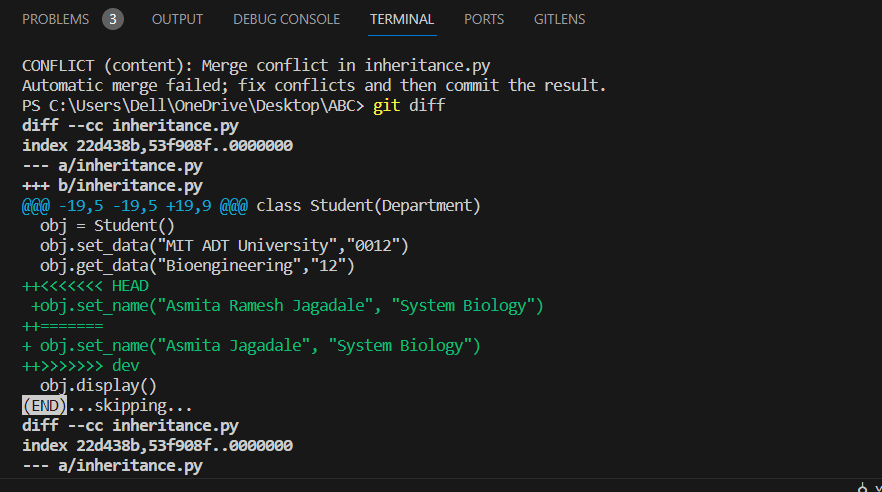 PROBLEMS 3 OUTPUT DEBUG CONSOLE TERMINAL PORTS GITLENS
CONFLICT (content): Merge conflict in inheritance.py
Automatic merge failed; fix conflicts and then commit the result.
PS C:\Users\Dell\OneDrive\Desktop\ABC> git diff
diff --cc inheritance.py
index 22d438b,53f908f..0000000
--- a/inheritance.py
+++ b/inheritance.py
@@@ -19,5 -19,5 +19,9 @@@ class Student(Department)
  obj = Student()
  obj.set_data("MIT ADT University","0012")
  obj.get_data("Bioengineering","12")
++<<<<<<< HEAD
 +obj.set_name("Asmita Ramesh Jagadale", "System Biology")
++=======
+ obj.set_name("Asmita Jagadale", "System Biology")
++>>>>>>> dev
  obj.display()
(END)...skipping...
diff --cc inheritance.py
index 22d438b,53f908f..0000000
--- a/inheritance.py